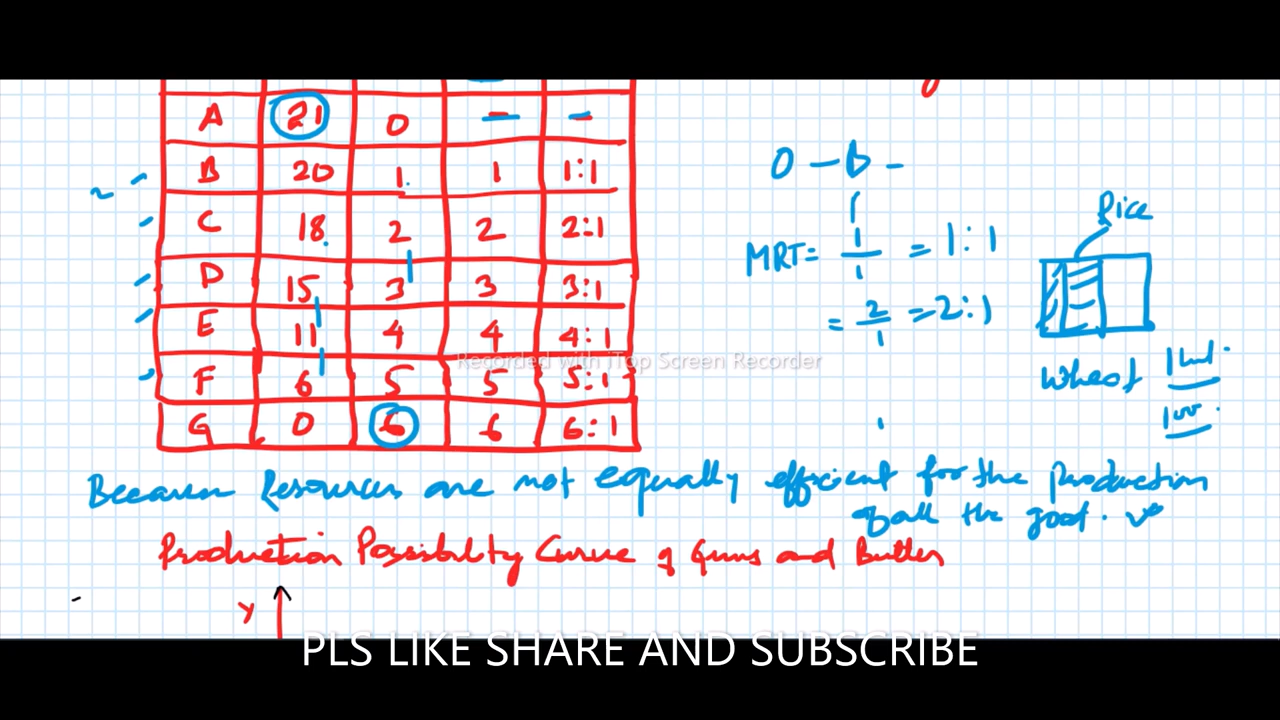 A 21 0 - -
B 20 1 1 1:1
C 18 2 2 2:1
D 15 3 3 3:1
E 11 4 4 4:1
F 6 5 5 5:1
G 0 6 6 6:1
0 - b -
MRT = 1/1 = 1:1
= 2/1 = 2:1
Rice
Wheat
Recorded with iTop Screen Recorder
Because Resources are not equally efficient for the Production
of all the good.
Production Possibility Curve of Guns and Butter
Y
PLS LIKE SHARE AND SUBSCRIBE